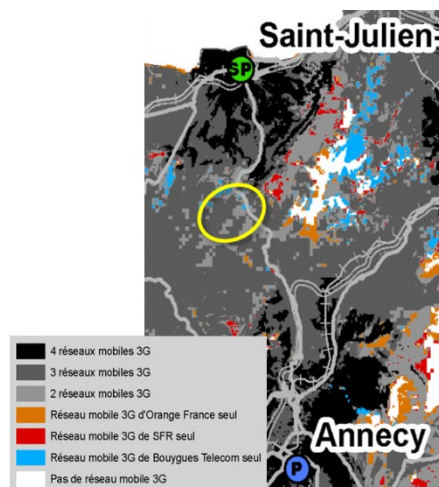 Saint-Julien-
SP
4 réseaux mobiles 3G
3 réseaux mobiles 3G
2 réseaux mobiles 3G
Réseau mobile 3G d'Orange France seul
Réseau mobile 3G de SFR seul
Réseau mobile 3G de Bouygues Telecom seul
Pas de réseau mobile 3G
Annecy
P